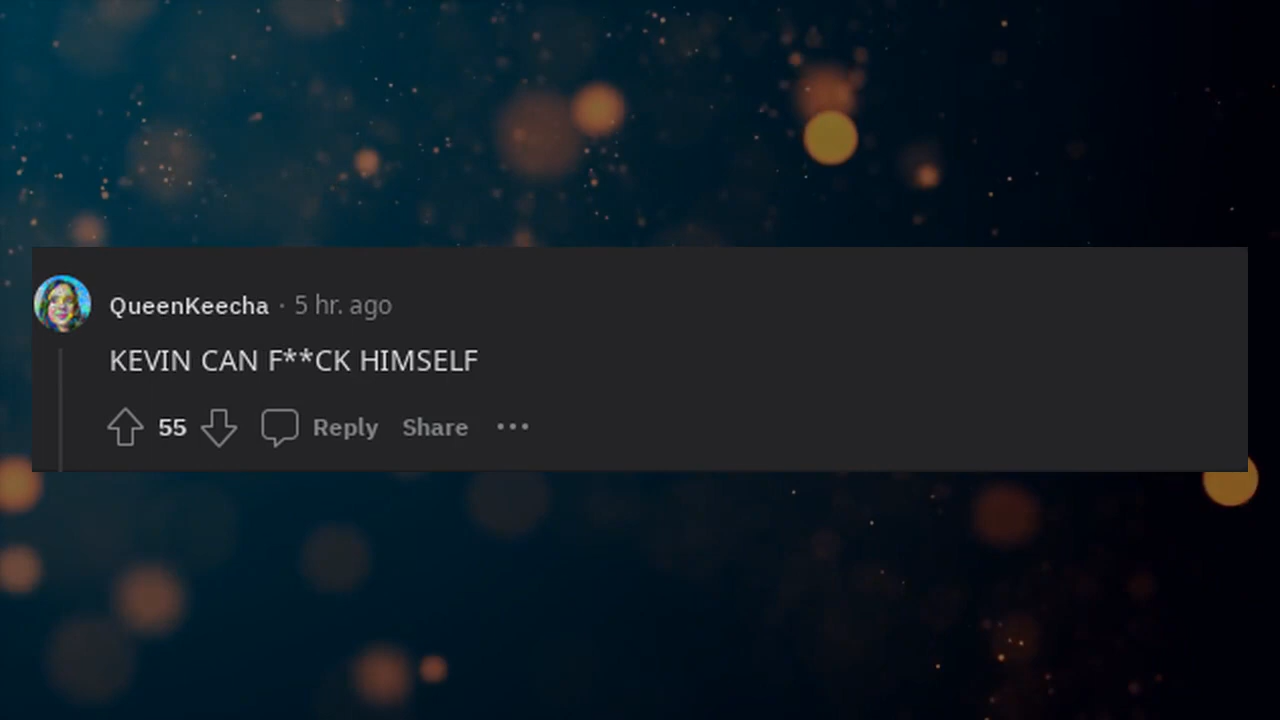 QueenKeecha · 5 hr. ago
KEVIN CAN F**CK HIMSELF
55 Reply Share ...